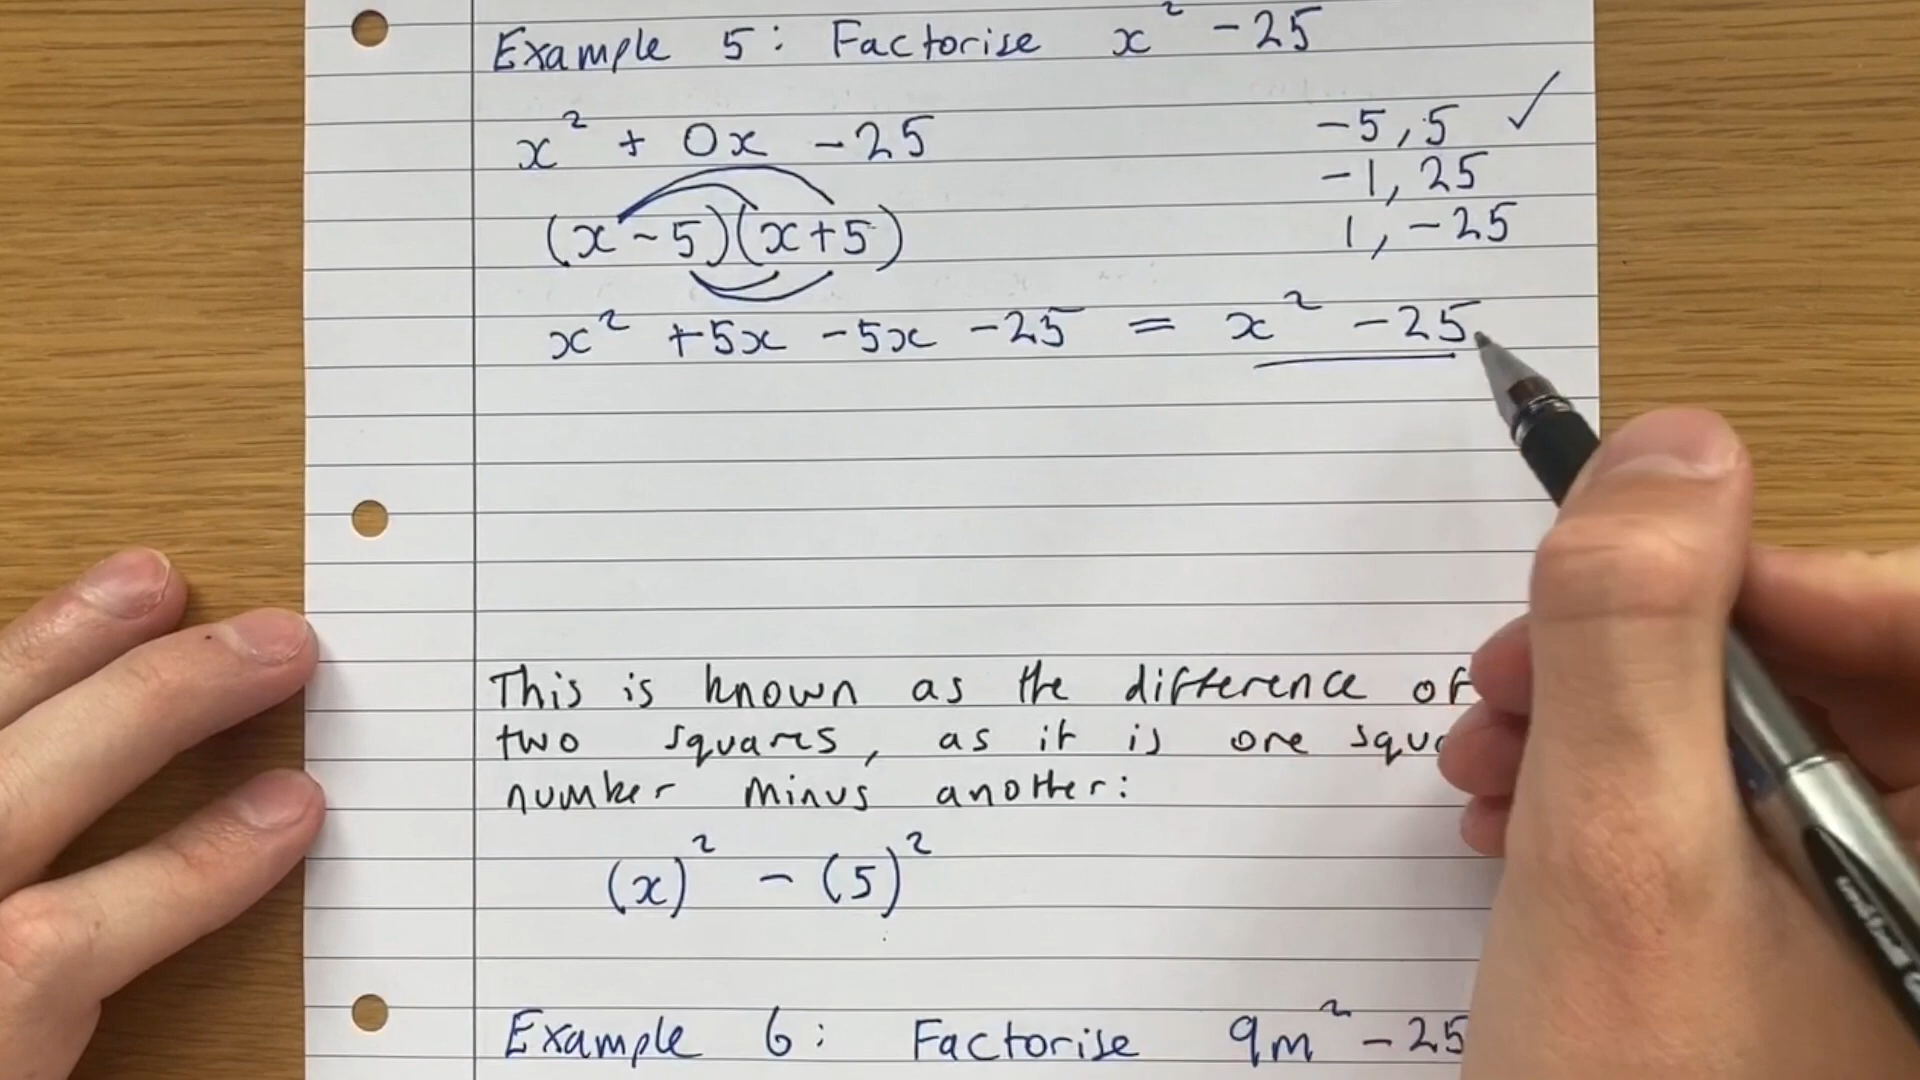 Example 5: Factorise x² - 25
x² + 0x - 25
-5, 5 ✓
-1, 25
1, -25
(x - 5)(x + 5)
x² + 5x - 5x - 25 = x² - 25
This is known as the difference of
two squares, as it is one
number minus another:
(x)² - (5)²
Example 6: Factorise 9m² - 25